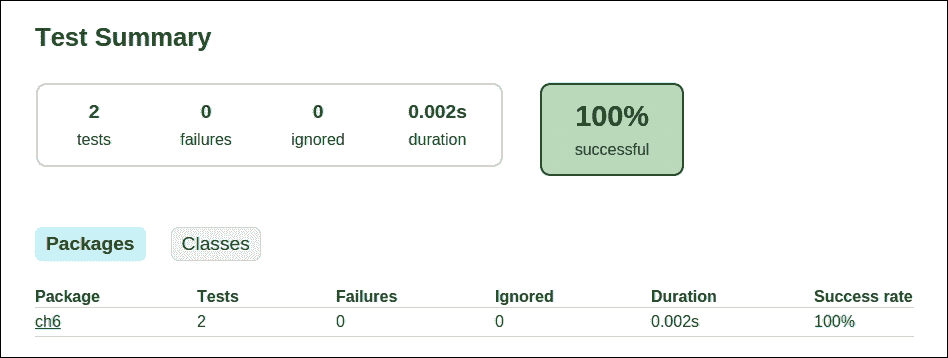 Test Summary
2 0 0 0.002s
tests failures ignored duration
100%
successful
Packages Classes
Package Tests Failures Ignored Duration Success rate
ch6 2 0 0 0.002s 100%